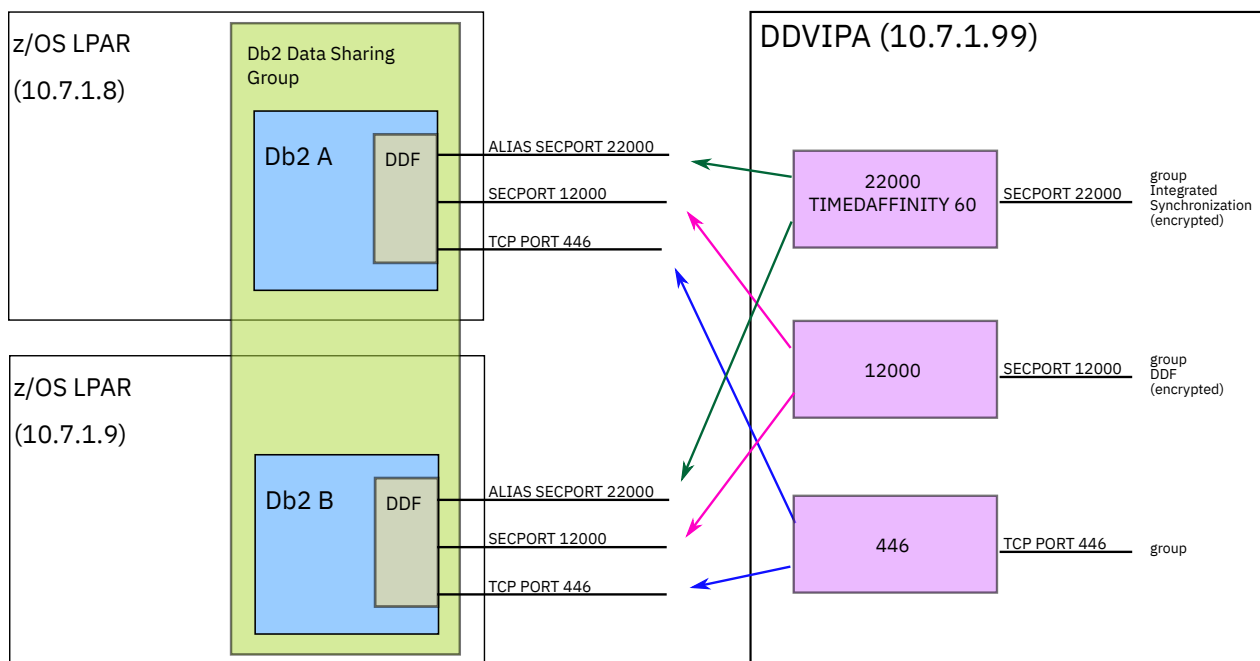 z/OS LPAR
(10.7.1.8)
Db2 Data Sharing
Group
Db2 A
DDF
ALIAS SECPORT 22000
SECPORT 12000
TCP PORT 446
z/OS LPAR
(10.7.1.9)
Db2 B
DDF
ALIAS SECPORT 22000
SECPORT 12000
TCP PORT 446
DDVIPA (10.7.1.99)
22000
TIMEDAFFINITY 60
SECPORT 22000
group
Integrated
Synchronization
(encrypted)
12000
SECPORT 12000
group
DDF
(encrypted)
446
TCP PORT 446
group